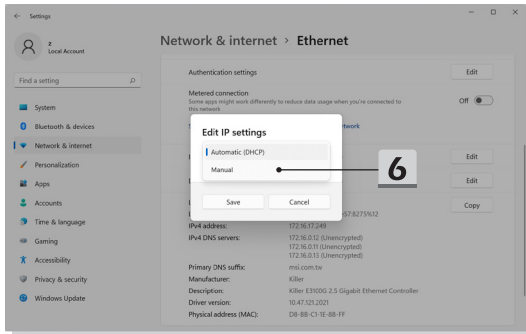 Settings
Z
Local Account
Find a setting
System
Bluetooth & devices
Network & internet
Personalization
Apps
Accounts
Time & language
Gaming
Accessibility
Privacy & security
Windows Update
Network & internet > Ethernet
Authentication settings
Edit
Metered connection
Some apps might work differently to reduce data usage when you're connected to
this network
Off
Edit IP settings
Automatic (DHCP)
Manual
6
Save
Cancel
Edit
Edit
Copy
IPv4 address: 172.16.17.249
IPv4 DNS servers: 172.16.0.12 (Unencrypted)
172.16.0.11 (Unencrypted)
172.16.0.13 (Unencrypted)
Primary DNS suffix: msi.com.tw
Manufacturer: Killer
Description: Killer E3100G 2.5 Gigabit Ethernet Controller
Driver version: 10.47.121.2021
Physical address (MAC): D8-BB-C1-1E-8B-FF